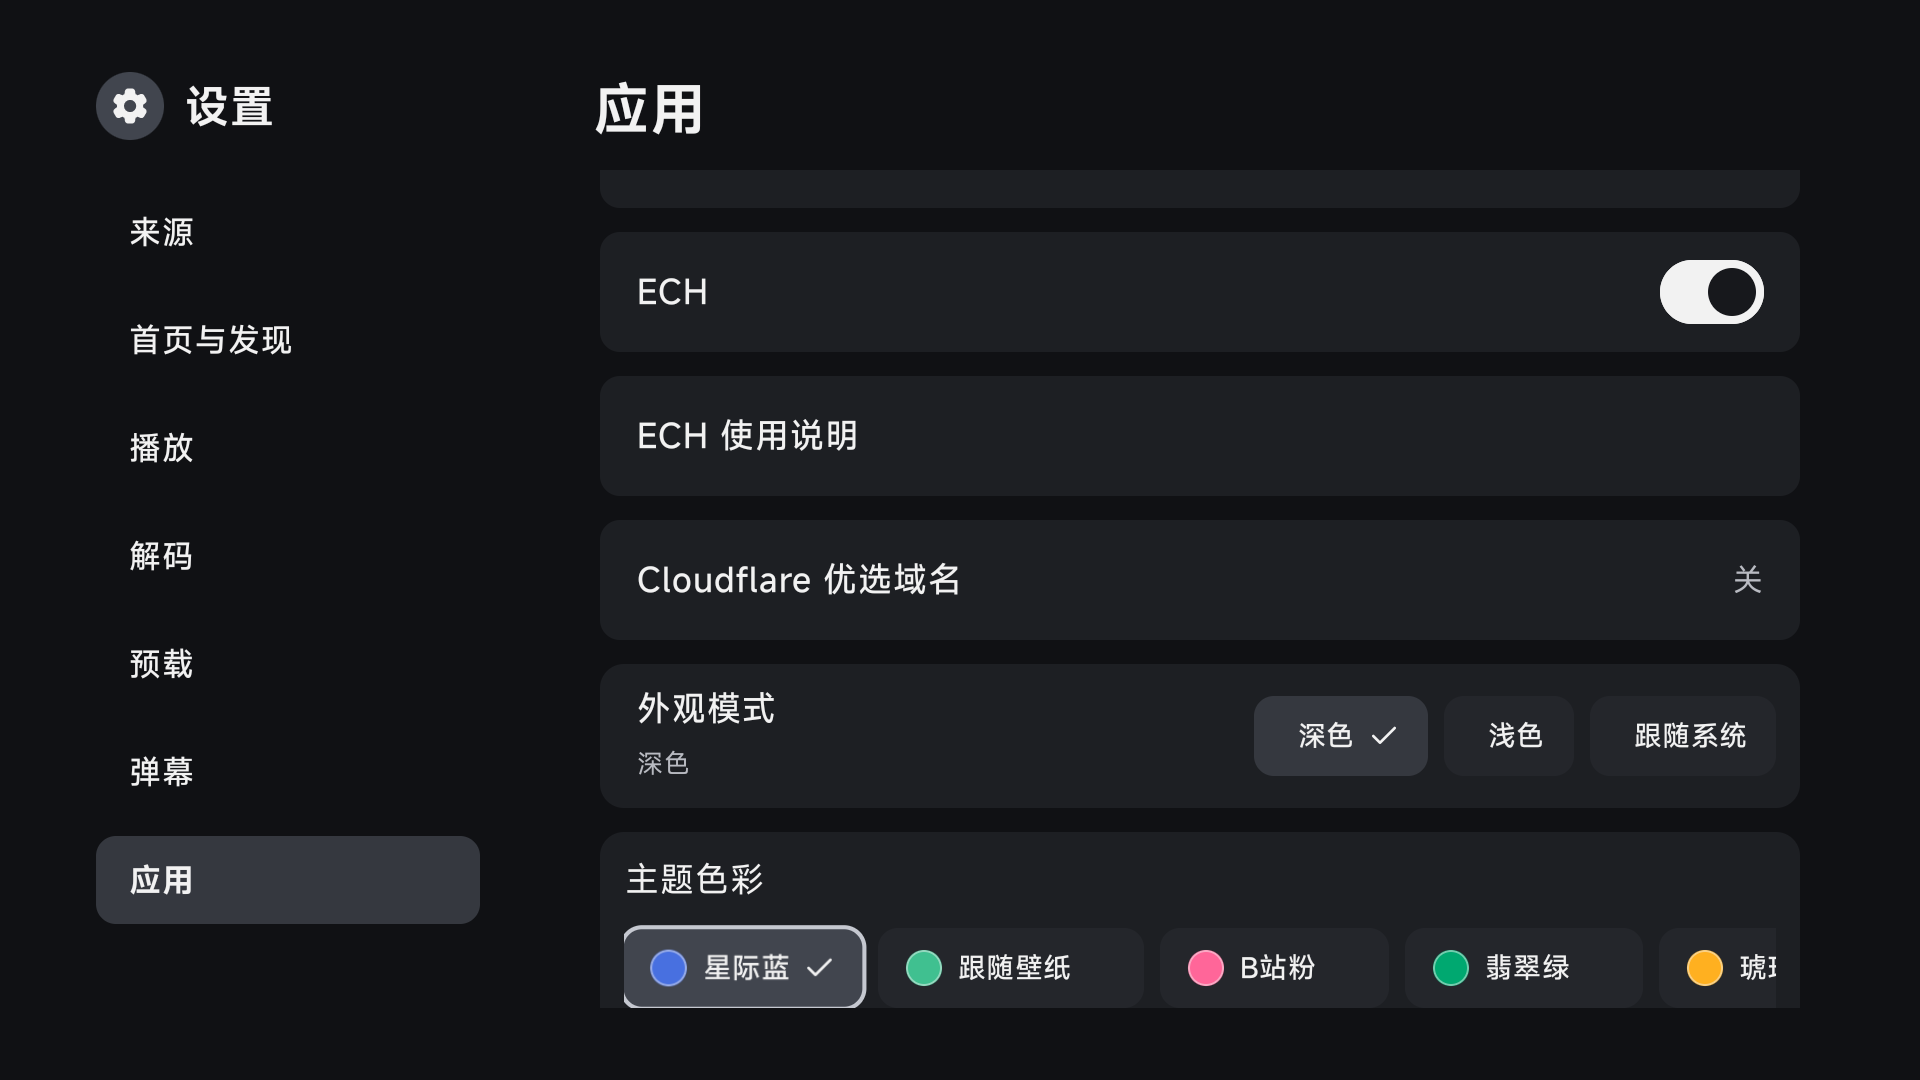 设置
来源
首页与发现
播放
解码
预载
弹幕
应用
应用
ECH
ECH 使用说明
Cloudflare 优选域名
关
外观模式
深色
深色
浅色
跟随系统
主题色彩
星际蓝
跟随壁纸
B站粉
翡翠绿
琥